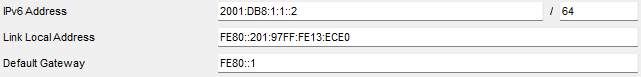 IPv6 Address 2001:DB8:1:1::2 / 64
Link Local Address FE80::201:97FF:FE13:ECE0
Default Gateway FE80::1